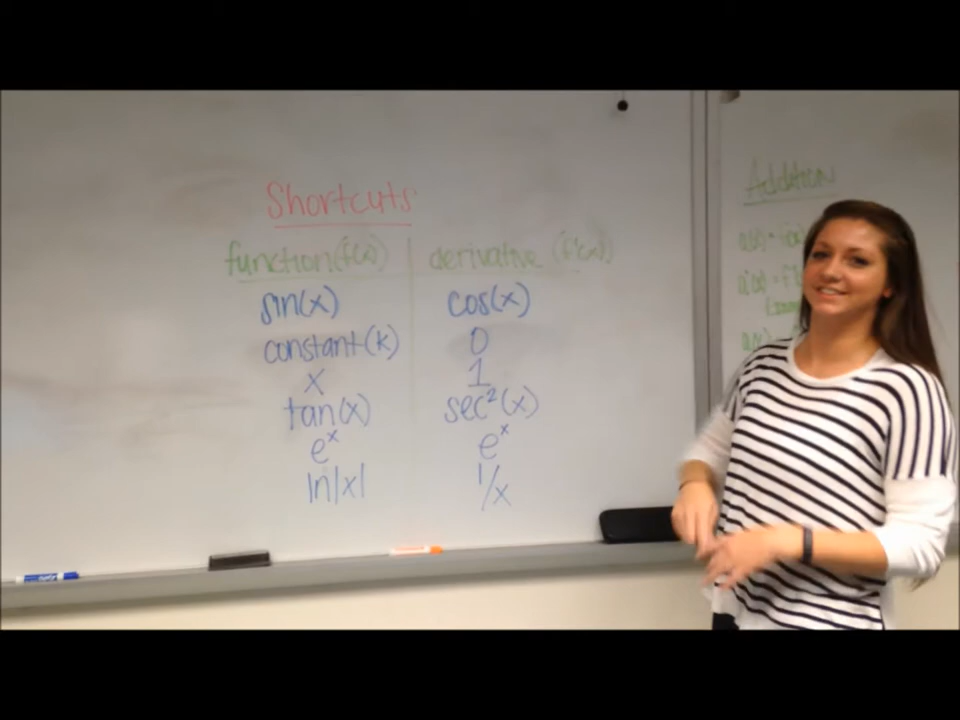 Shortcuts
function(f(x)) derivative (f'(x))
sin(x) cos(x)
constant(k) 0
x 1
tan(x) sec²(x)
eˣ eˣ
ln|x| 1/x
Addition